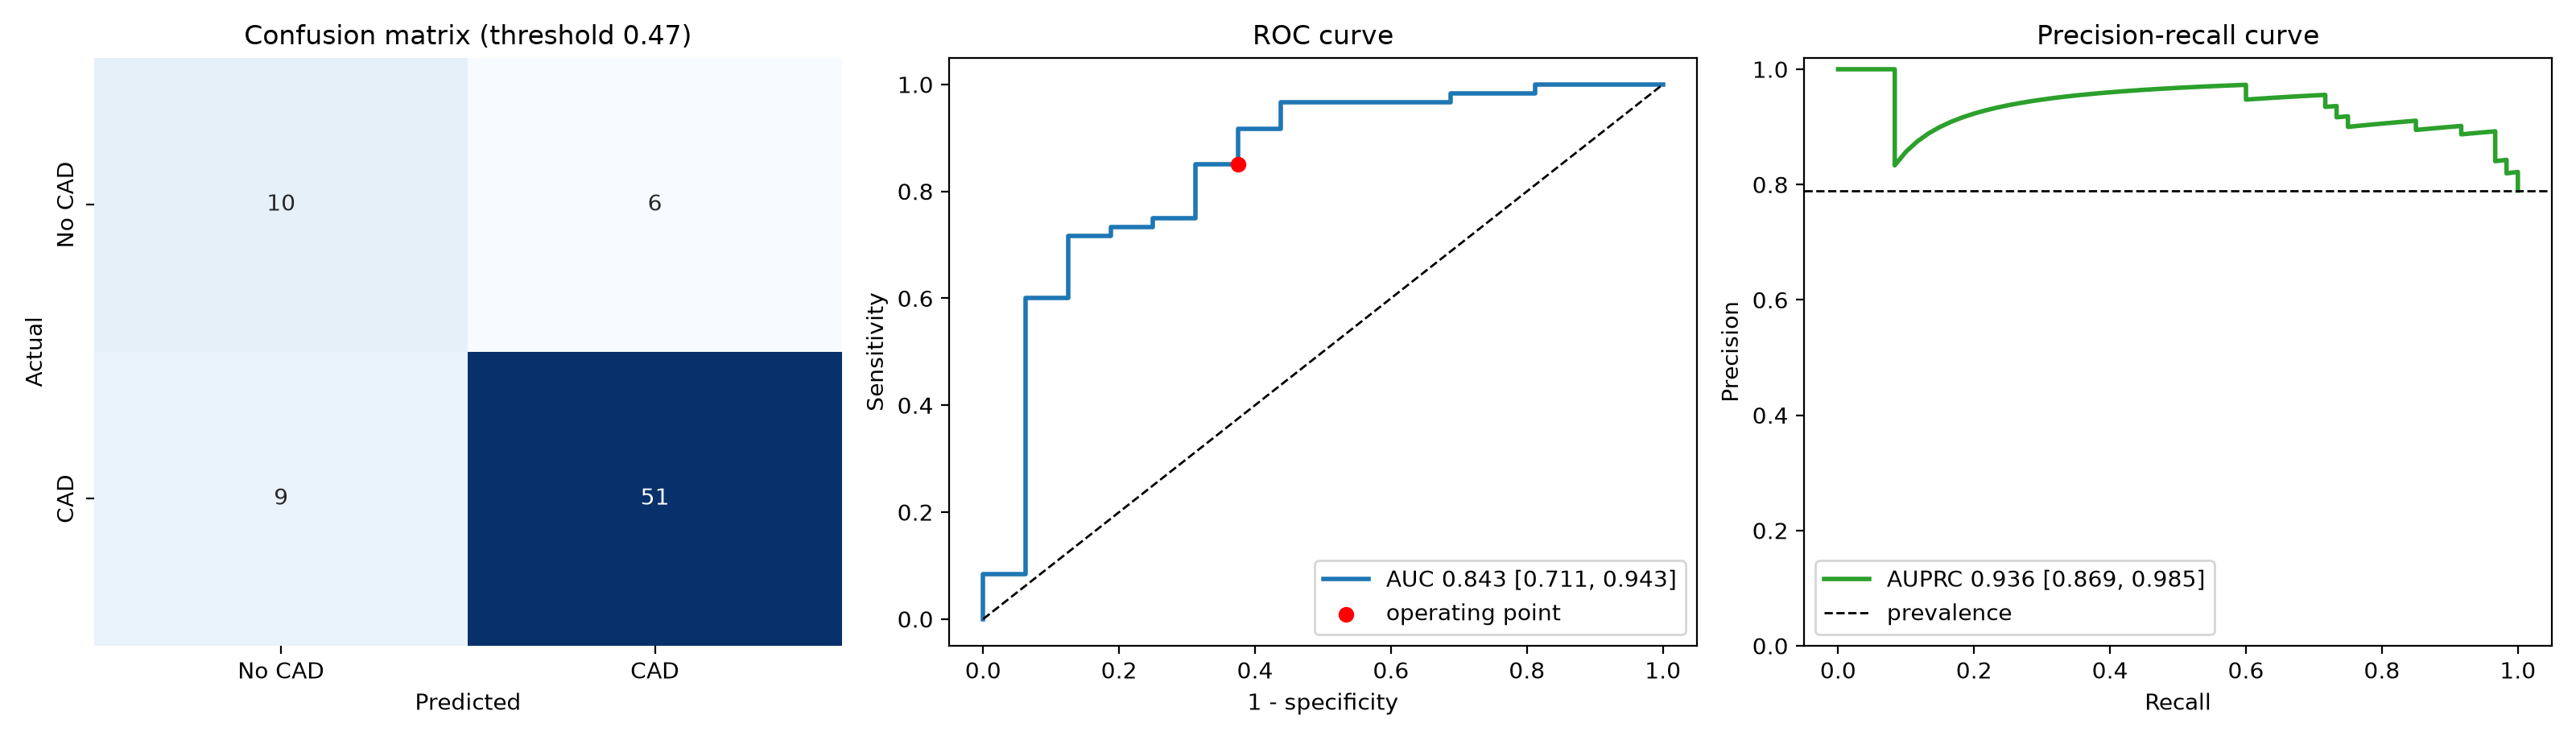 Confusion matrix (threshold 0.47)
Actual
No CAD
CAD
10
6
9
51
No CAD
CAD
Predicted
ROC curve
Sensitivity
1.0
0.8
0.6
0.4
0.2
0.0
AUC 0.843 [0.711, 0.943]
operating point
0.0
0.2
0.4
0.6
0.8
1.0
1 - specificity
Precision-recall curve
Precision
1.0
0.8
0.6
0.4
0.2
0.0
AUPRC 0.936 [0.869, 0.985]
prevalence
0.0
0.2
0.4
0.6
0.8
1.0
Recall